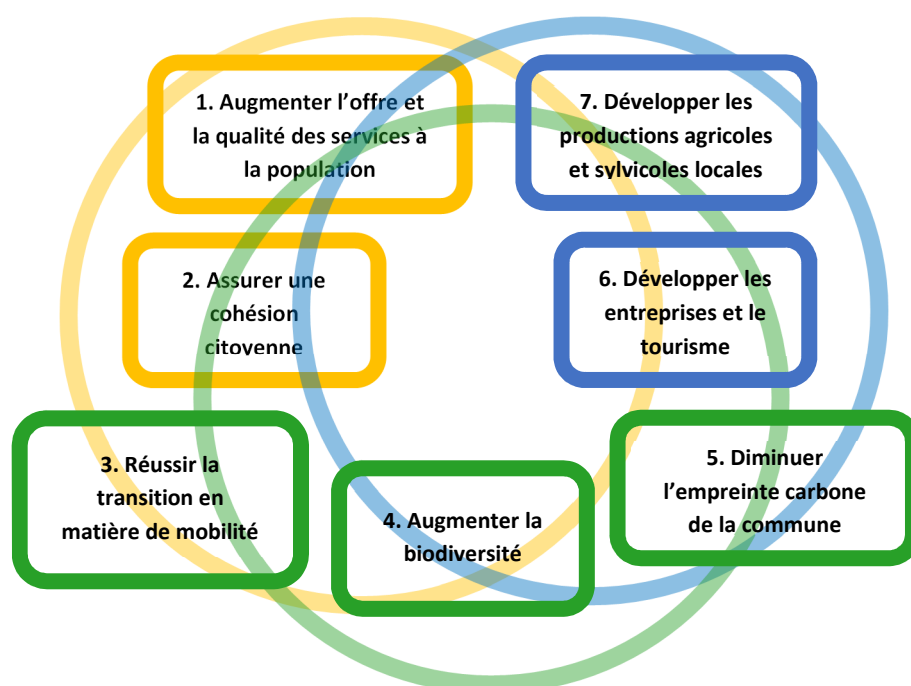 1. Augmenter l’offre et
la qualité des services à
la population
2. Assurer une
cohésion
citoyenne
3. Réussir la
transition en
matière de mobilité
4. Augmenter la
biodiversité
5. Diminuer
l’empreinte carbone
de la commune
6. Développer les
entreprises et le
tourisme
7. Développer les
productions agricoles
et sylvicoles locales